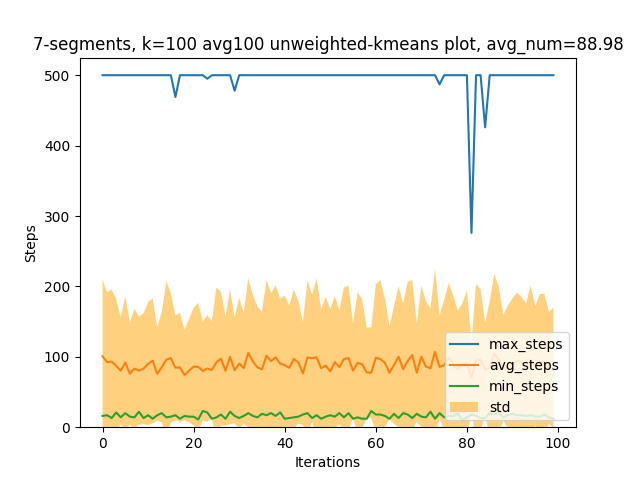 7-segments, k=100 avg100 unweighted-kmeans plot, avg_num=88.98
500
400
300
200
100
0
Steps
max_steps
avg_steps
min_steps
std
0
20
40
60
80
100
Iterations